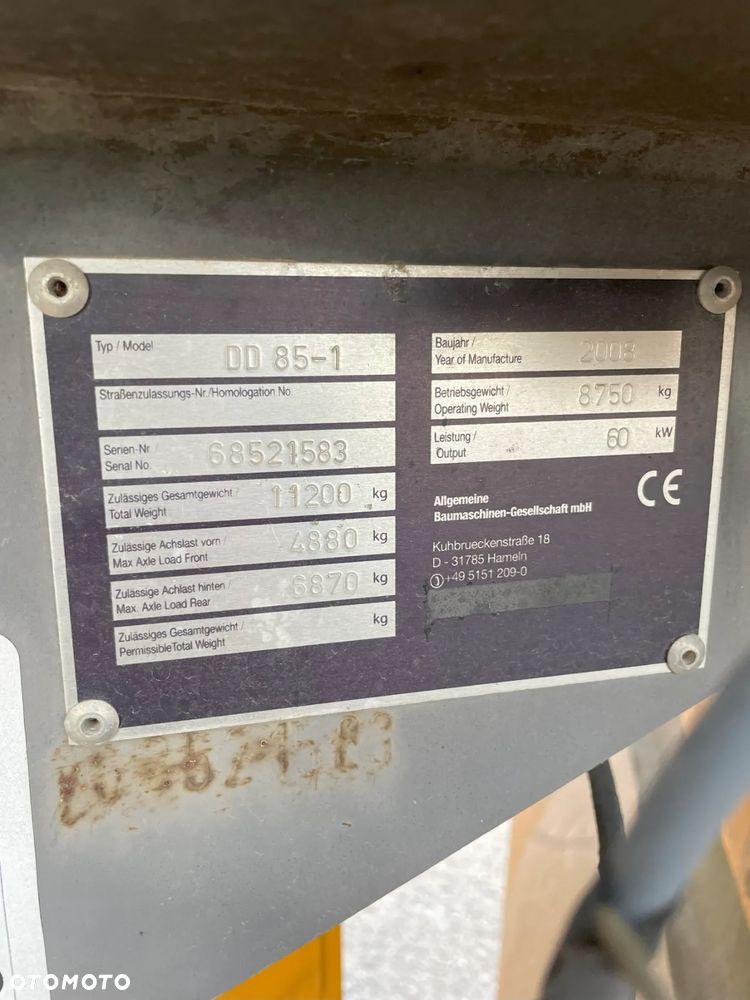 Typ / Model DD 85-1
Straßenzulassungs-Nr./Homologation No.
Serien-Nr /
Serial No. 68521583
Zulässiges Gesamtgewicht /
Total Weight 11200 kg
Zulässige Achslast vorn /
Max Axle Load Front 4880 kg
Zulässige Achlast hinten /
Max. Axle Load Rear 6870 kg
Zulässiges Gesamtgewicht /
Permissible Total Weight kg
Baujahr /
Year of Manufacture 2008
Betriebsgewicht /
Operating Weight 8750 kg
Leistung /
Output 60 kW
CE
Allgemeine
Baumaschinen-Gesellschaft mbH
Kuhbrueckenstraße 18
D - 31785 Hameln
+49 5151 209-0
OTOMOTO